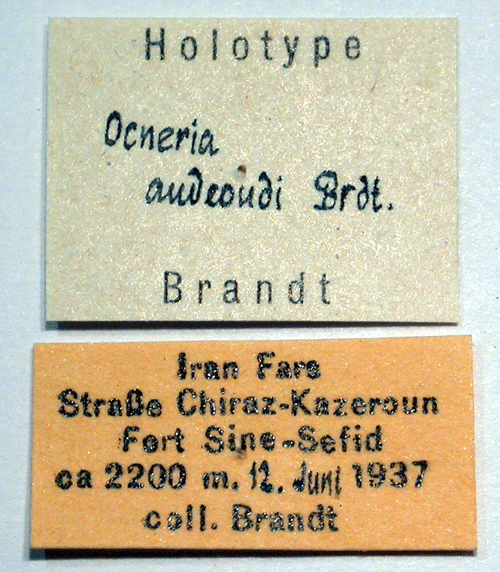 Holotype
Ocneria
audeoudi Brdt.
Brandt
Iran Fars
Straße Chiraz-Kazeroun
Fort Sine-Sefid
ca 2200 m. 12. Juni 1937
coll. Brandt